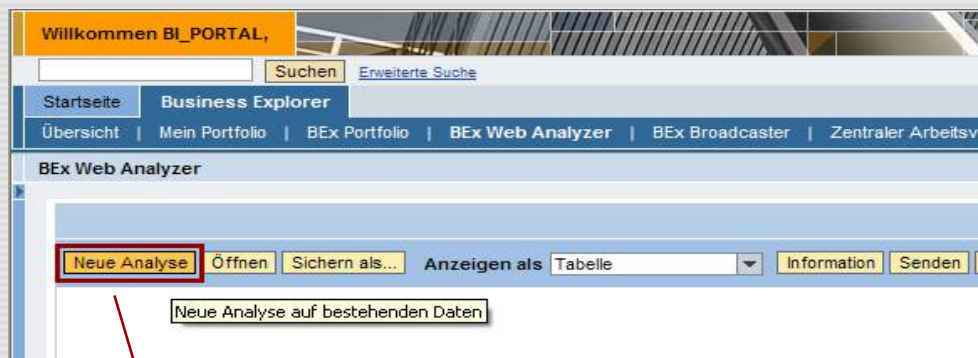 Willkommen BI_PORTAL,
Suchen Erweiterte Suche
Startseite Business Explorer
Übersicht | Mein Portfolio | BEx Portfolio | BEx Web Analyzer | BEx Broadcaster | Zentraler Arbeitsv
BEx Web Analyzer
Neue Analyse Öffnen Sichern als... Anzeigen als Tabelle Information Senden
Neue Analyse auf bestehenden Daten